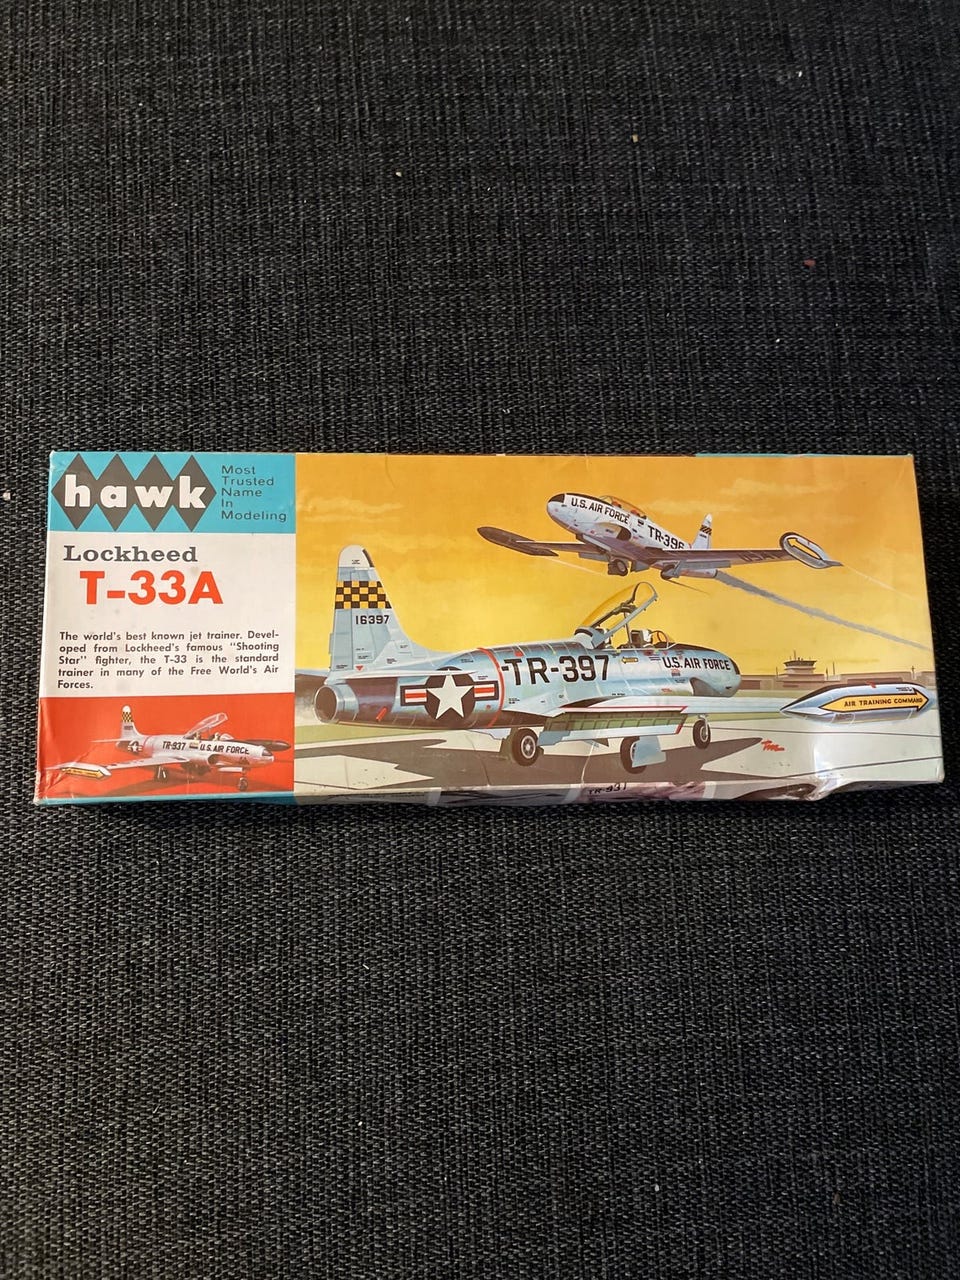 hawk
Most
Trusted
Name
In
Modeling
Lockheed
T-33A
The world's best known jet trainer. Devel-
oped from Lockheed's famous "Shooting
Star" fighter, the T-33 is the standard
trainer in many of the Free World's Air
Forces.
TR-937 U.S. AIR FORCE
U.S. AIR FORCE
TR-396
16397
TR-397
U.S. AIR FORCE
AIR TRAINING COMMAND
TR-937